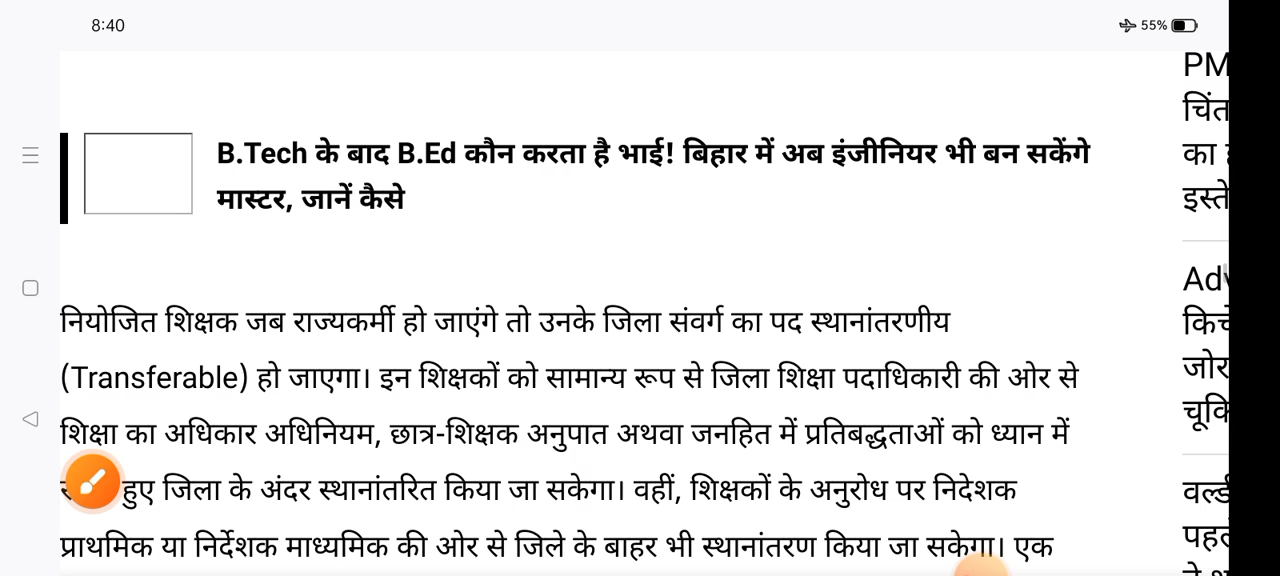 8:40
55%
B.Tech के बाद B.Ed कौन करता है भाई! बिहार में अब इंजीनियर भी बन सकेंगे
मास्टर, जानें कैसे
नियोजित शिक्षक जब राज्यकर्मी हो जाएंगे तो उनके जिला संवर्ग का पद स्थानांतरणीय
(Transferable) हो जाएगा। इन शिक्षकों को सामान्य रूप से जिला शिक्षा पदाधिकारी की ओर से
शिक्षा का अधिकार अधिनियम, छात्र-शिक्षक अनुपात अथवा जनहित में प्रतिबद्धताओं को ध्यान में
हुए जिला के अंदर स्थानांतरित किया जा सकेगा। वहीं, शिक्षकों के अनुरोध पर निदेशक
प्राथमिक या निर्देशक माध्यमिक की ओर से जिले के बाहर भी स्थानांतरण किया जा सकेगा। एक
PM
का